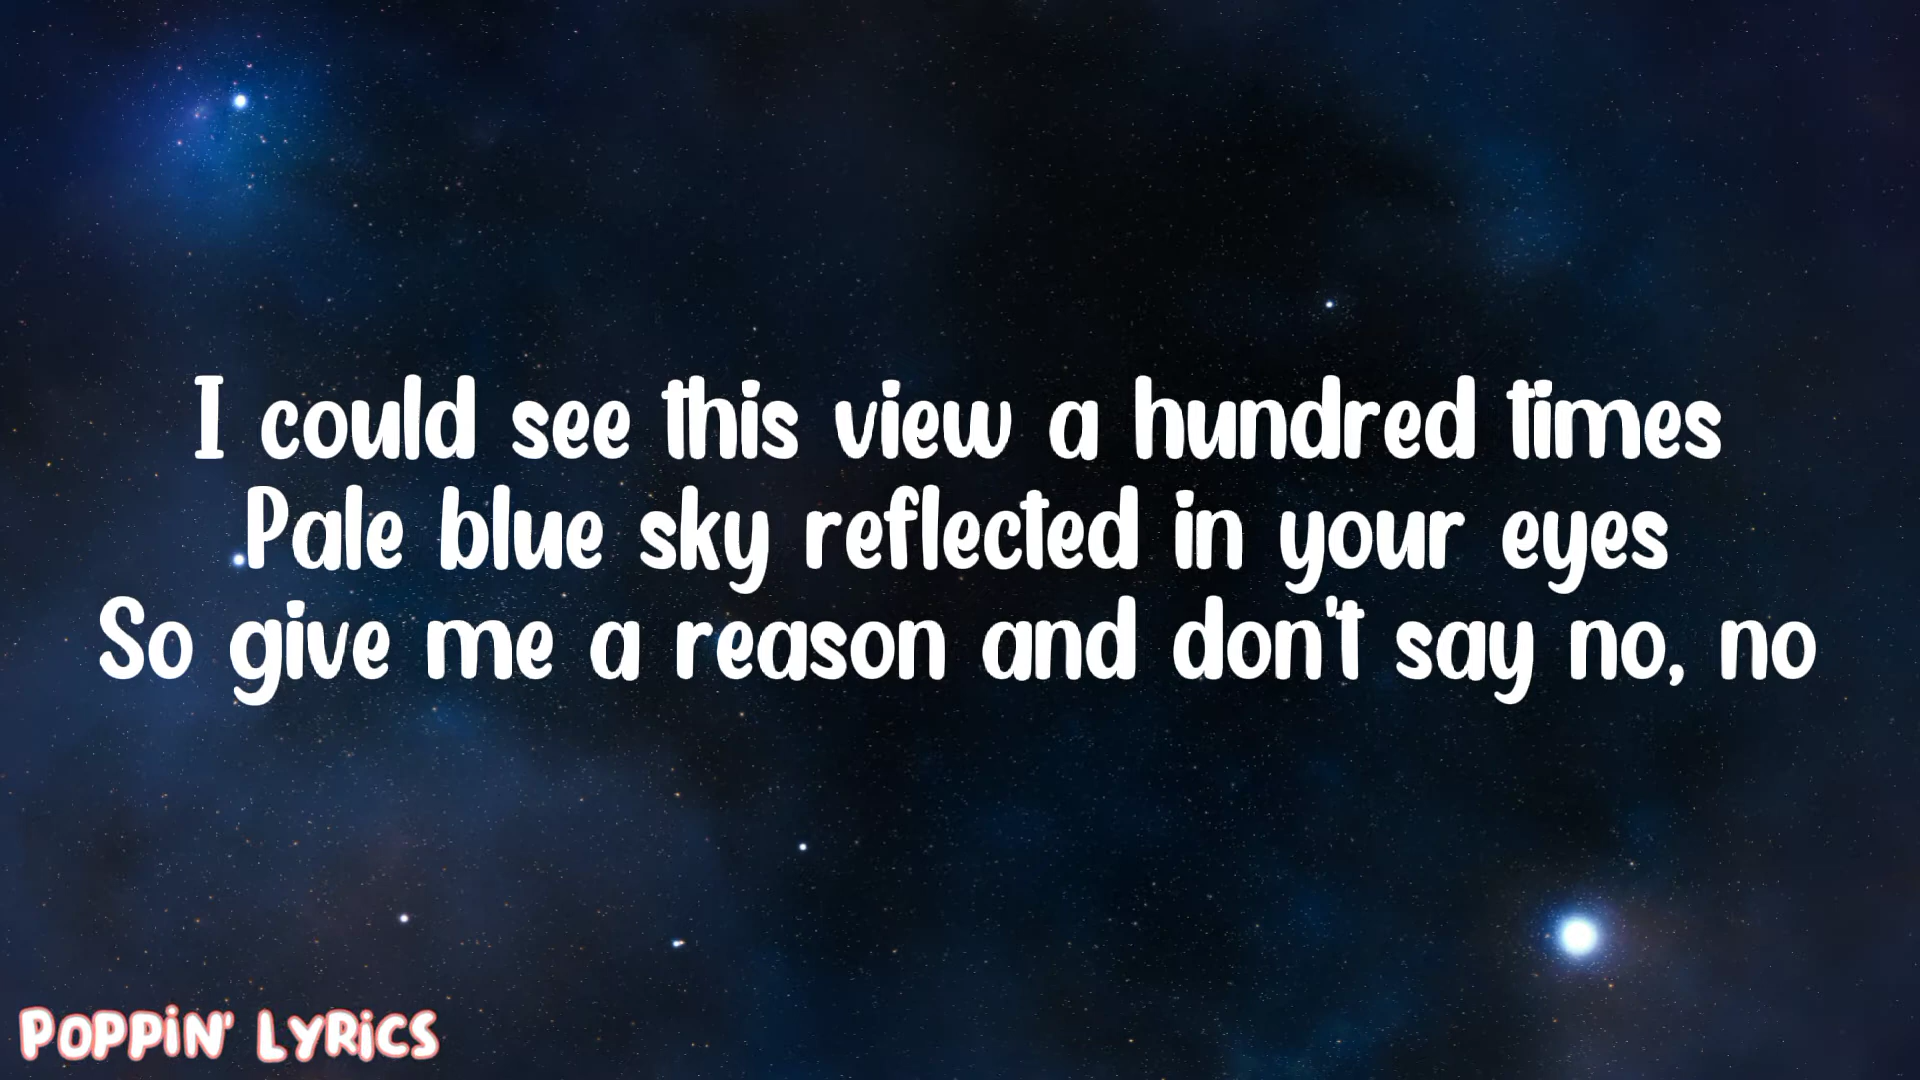 I could see this view a hundred times
Pale blue sky reflected in your eyes
So give me a reason and don't say no, no
POPPiN' LYRiCS